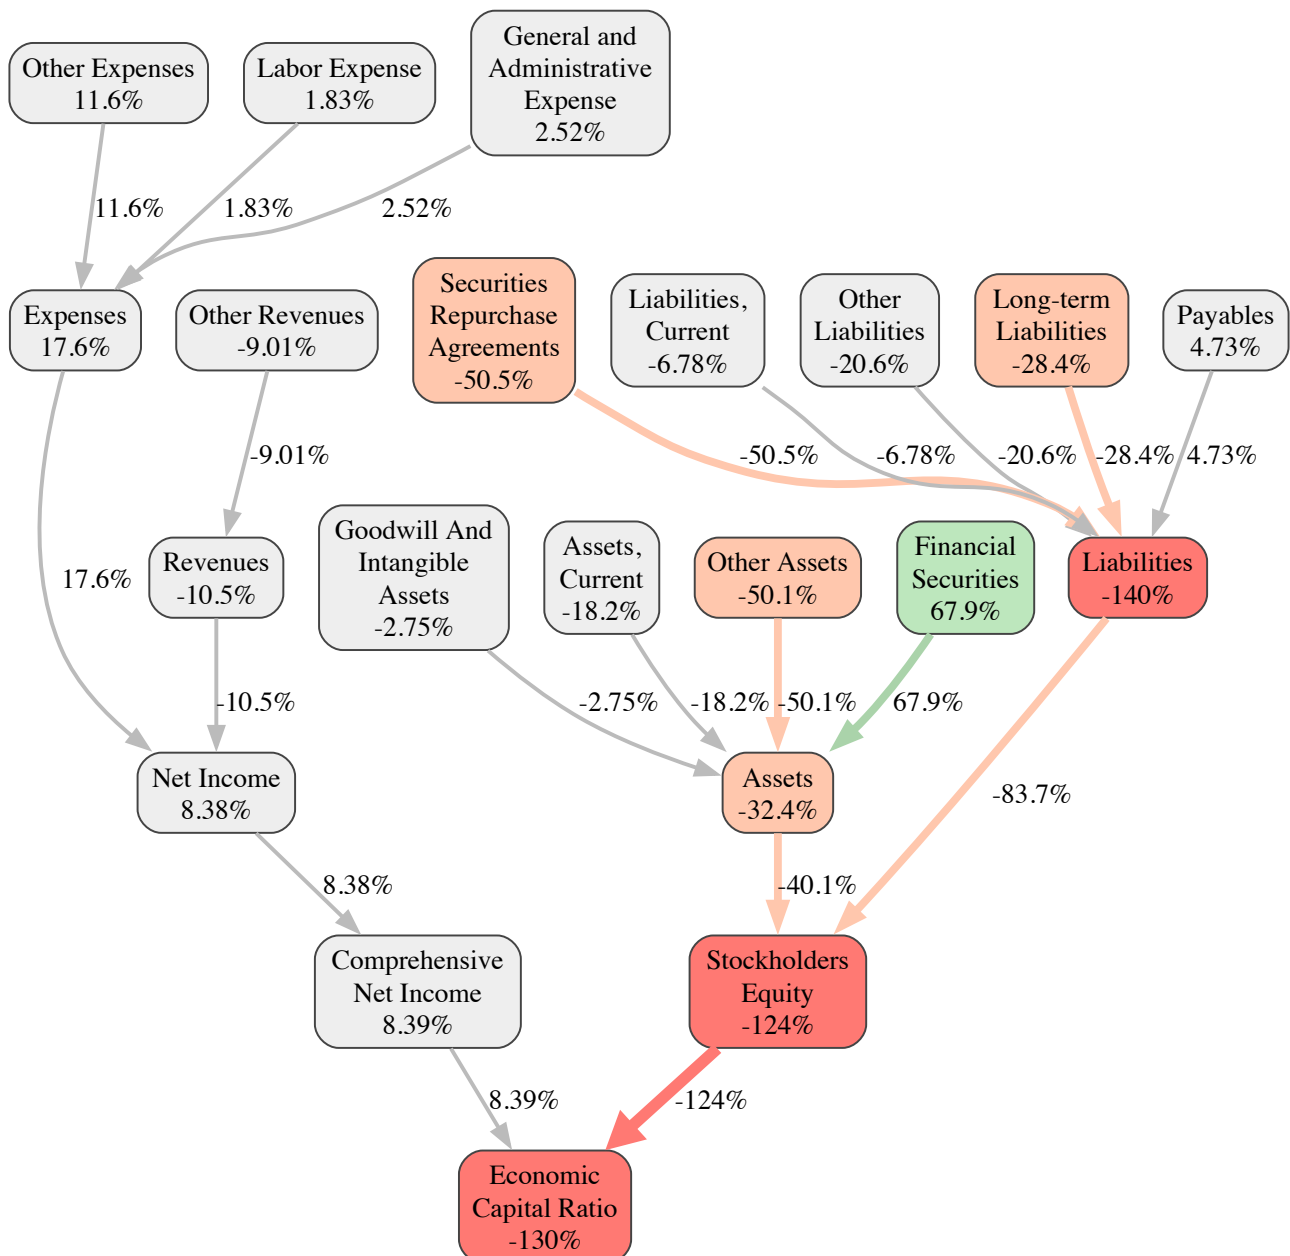 Other Expenses
11.6%
Labor Expense
1.83%
General and
Administrative
Expense
2.52%
11.6%
1.83%
2.52%
Expenses
17.6%
Other Revenues
-9.01%
Securities
Repurchase
Agreements
-50.5%
Liabilities,
Current
-6.78%
Other
Liabilities
-20.6%
Long-term
Liabilities
-28.4%
Payables
4.73%
-9.01%
-50.5%
-6.78%
-20.6%
-28.4%
4.73%
17.6%
Revenues
-10.5%
Goodwill And
Intangible
Assets
-2.75%
Assets,
Current
-18.2%
Other Assets
-50.1%
Financial
Securities
67.9%
Liabilities
-140%
-10.5%
-2.75%
-18.2%
-50.1%
67.9%
Net Income
8.38%
Assets
-32.4%
-83.7%
8.38%
-40.1%
Comprehensive
Net Income
8.39%
Stockholders
Equity
-124%
8.39%
-124%
Economic
Capital Ratio
-130%